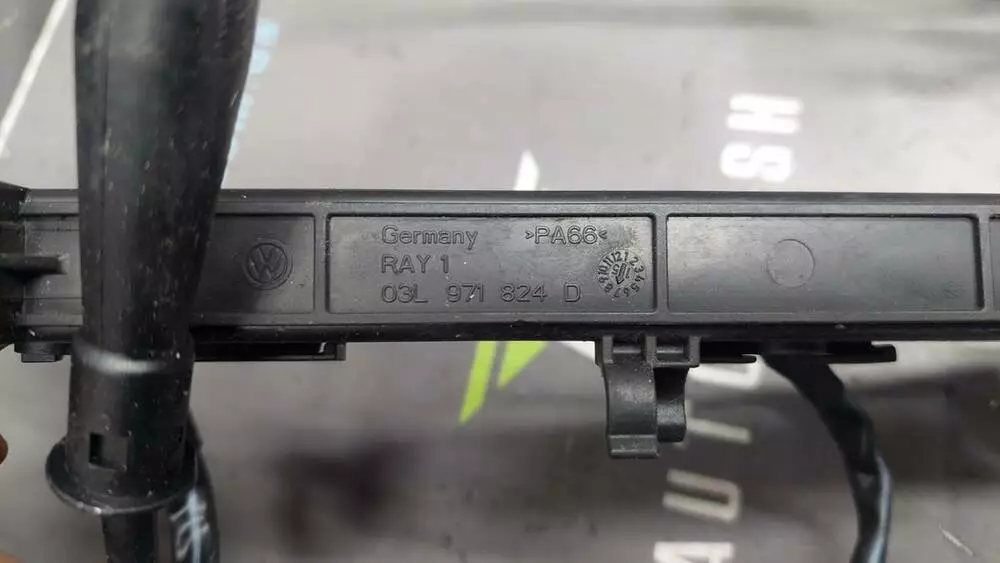 Germany >PA66<
RAY 1
03L 971 824 D